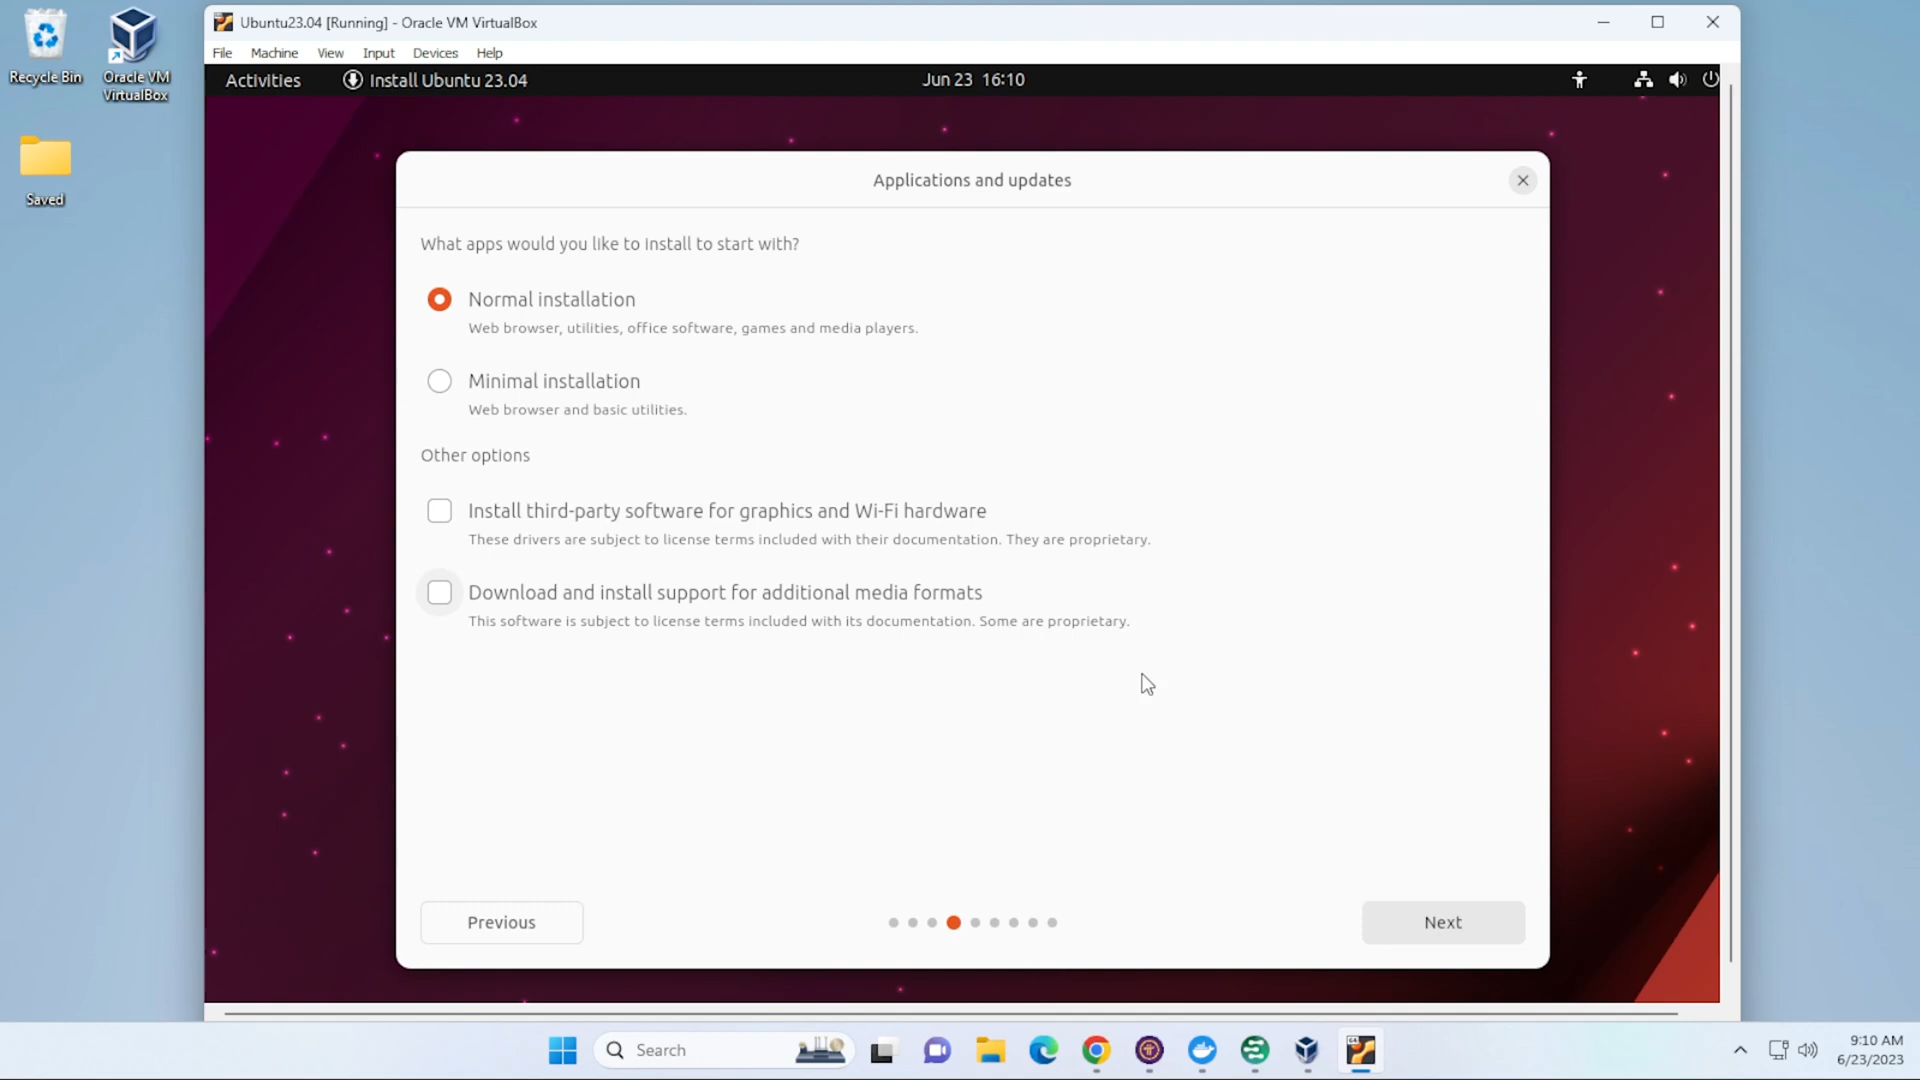 Recycle Bin
Oracle VM
VirtualBox
Saved
Ubuntu23.04 [Running] - Oracle VM VirtualBox
File Machine View Input Devices Help
Activities Install Ubuntu 23.04 Jun 23 16:10
Applications and updates
What apps would you like to install to start with?
Normal installation
Web browser, utilities, office software, games and media players.
Minimal installation
Web browser and basic utilities.
Other options
Install third-party software for graphics and Wi-Fi hardware
These drivers are subject to license terms included with their documentation. They are proprietary.
Download and install support for additional media formats
This software is subject to license terms included with its documentation. Some are proprietary.
Previous Next
Search
9:10 AM
6/23/2023